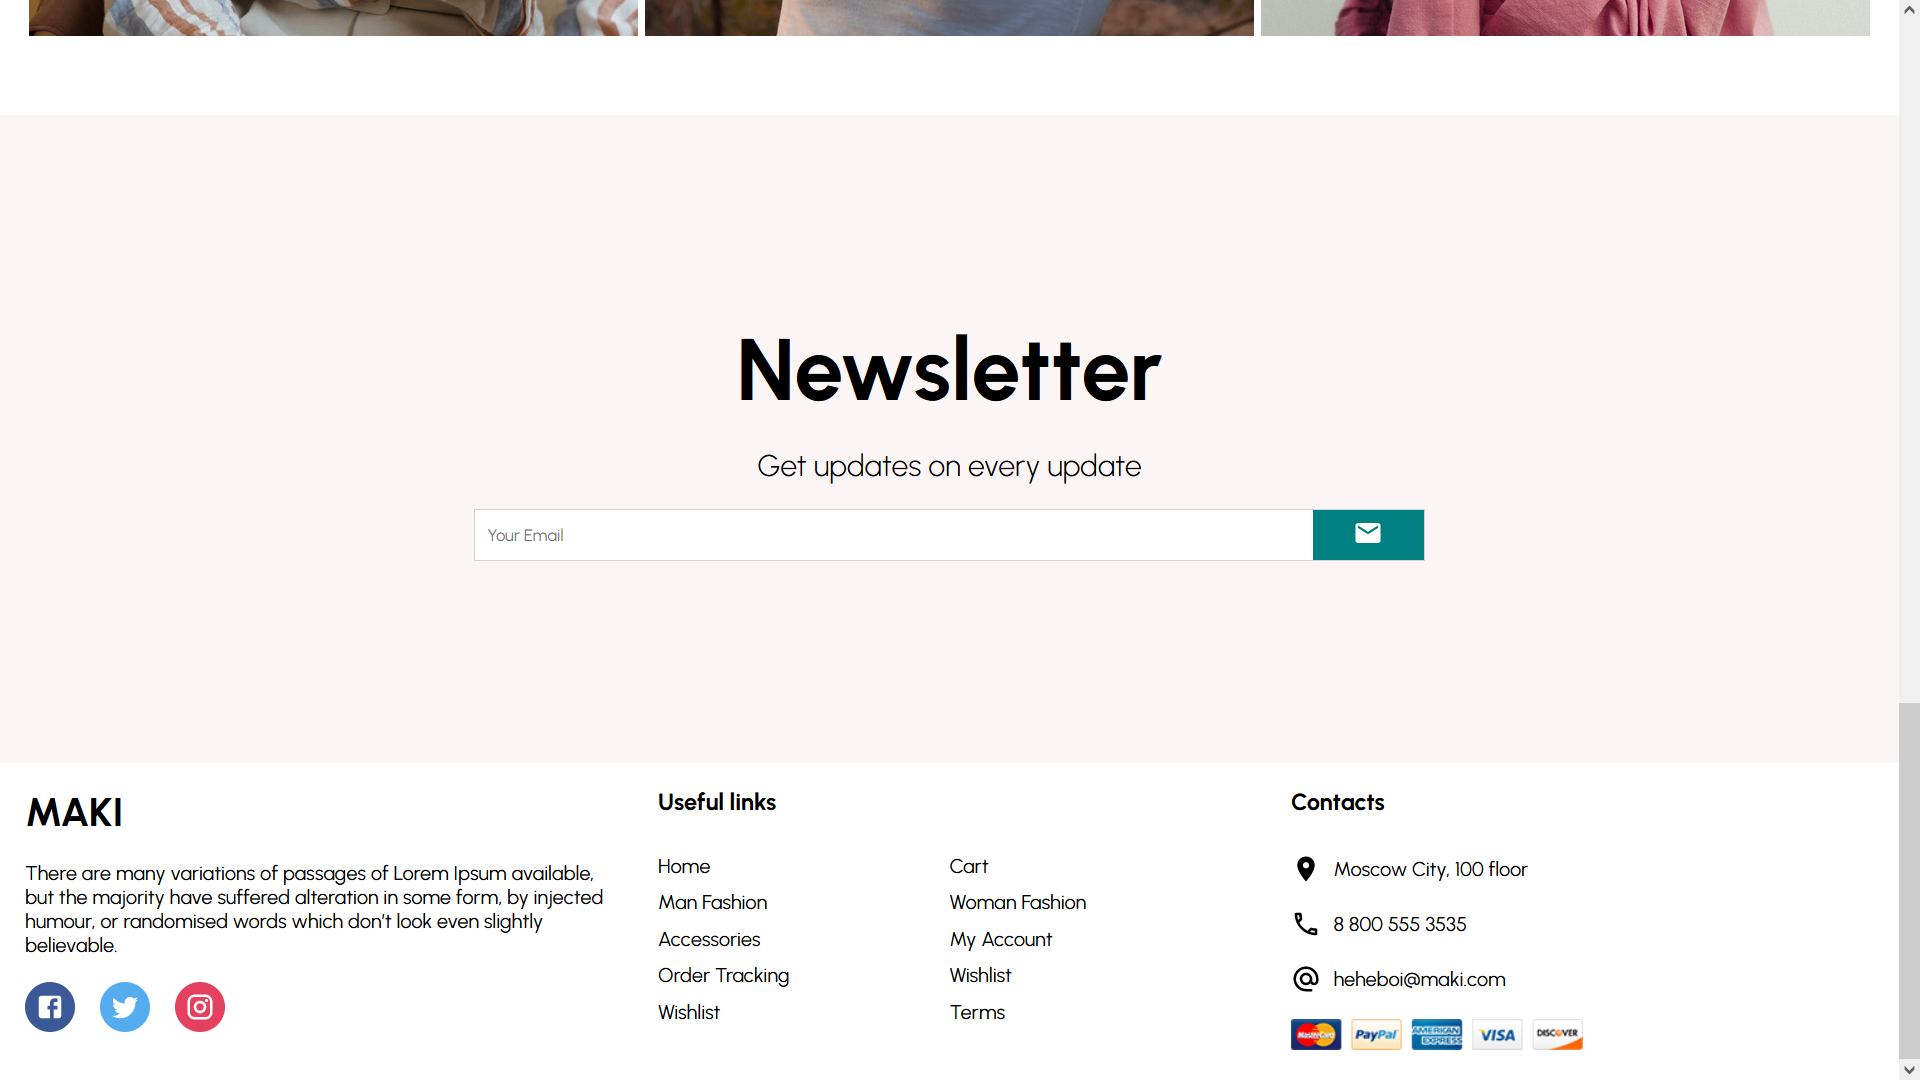 Newsletter
Get updates on every update
Your Email
MAKI
There are many variations of passages of Lorem Ipsum available,
but the majority have suffered alteration in some form, by injected
humour, or randomised words which don't look even slightly
believable.
Useful links
Home
Man Fashion
Accessories
Order Tracking
Wishlist
Cart
Woman Fashion
My Account
Wishlist
Terms
Contacts
Moscow City, 100 floor
8 800 555 3535
heheboi@maki.com
MasterCard PayPal AMERICAN EXPRESS VISA DISCOVER